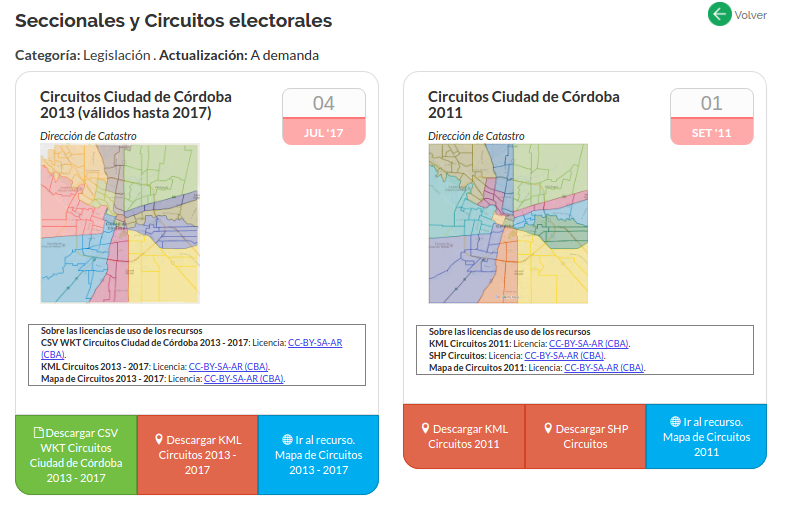 Seccionales y Circuitos electorales
Volver
Categoría: Legislación . Actualización: A demanda
Circuitos Ciudad de Córdoba
2013 (válidos hasta 2017)
04
JUL '17
Dirección de Catastro
Sobre las licencias de uso de los recursos
CSV WKT Circuitos Ciudad de Córdoba 2013 - 2017: Licencia: CC-BY-SA-AR
(CBA).
KML Circuitos 2013 - 2017: Licencia: CC-BY-SA-AR (CBA).
Mapa de Circuitos 2013 - 2017: Licencia: CC-BY-SA-AR (CBA).
Descargar CSV
WKT Circuitos
Ciudad de Córdoba
2013 - 2017
Descargar KML
Circuitos 2013 -
2017
Ir al recurso.
Mapa de Circuitos
2013 - 2017
Circuitos Ciudad de Córdoba
2011
01
SET '11
Dirección de Catastro
Sobre las licencias de uso de los recursos
KML Circuitos 2011: Licencia: CC-BY-SA-AR (CBA).
SHP Circuitos: Licencia: CC-BY-SA-AR (CBA).
Mapa de Circuitos 2011: Licencia: CC-BY-SA-AR (CBA).
Descargar KML
Circuitos 2011
Descargar SHP
Circuitos
Ir al recurso.
Mapa de Circuitos
2011